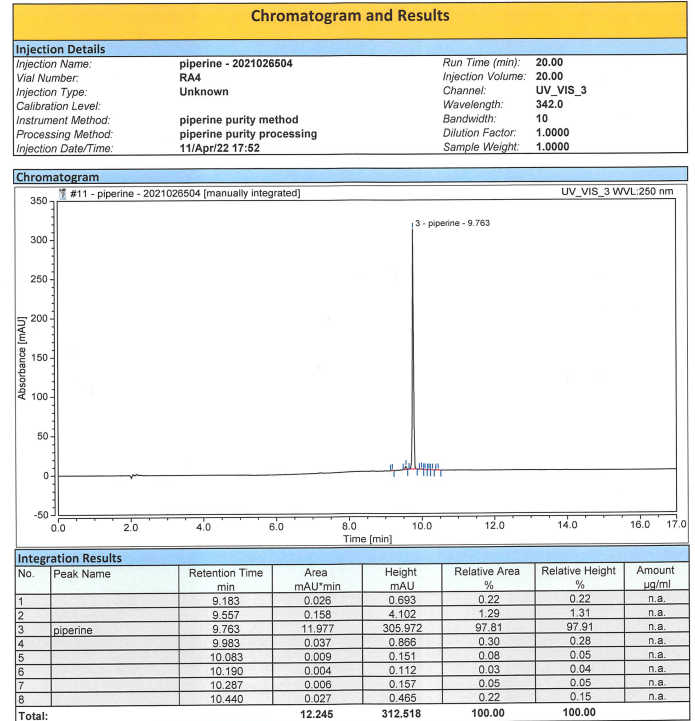 Chromatogram and Results
Injection Details
Injection Name: piperine - 2021026504 Run Time (min): 20.00
Vial Number: RA4 Injection Volume: 20.00
Injection Type: Unknown Channel: UV_VIS_3
Calibration Level: Wavelength: 342.0
Instrument Method: piperine purity method Bandwidth: 10
Processing Method: piperine purity processing Dilution Factor: 1.0000
Injection Date/Time: 11/Apr/22 17:52 Sample Weight: 1.0000
Chromatogram
#11 - piperine - 2021026504 [manually integrated] UV_VIS_3 WVL:250 nm
350
300
250
200
150
100
50
0
-50
Absorbance [mAU]
3 - piperine - 9.763
0.0 2.0 4.0 6.0 8.0 10.0 12.0 14.0 16.0 17.0
Time [min]
Integration Results
No. Peak Name Retention Time Area Height Relative Area Relative Height Amount
min mAU*min mAU % % µg/ml
1 9.183 0.026 0.693 0.22 0.22 n.a.
2 9.557 0.158 4.102 1.29 1.31 n.a.
3 piperine 9.763 11.977 305.972 97.81 97.91 n.a.
4 9.983 0.037 0.866 0.30 0.28 n.a.
5 10.083 0.009 0.151 0.08 0.05 n.a.
6 10.190 0.004 0.112 0.03 0.04 n.a.
7 10.287 0.006 0.157 0.05 0.05 n.a.
8 10.440 0.027 0.465 0.22 0.15 n.a.
Total: 12.245 312.518 100.00 100.00